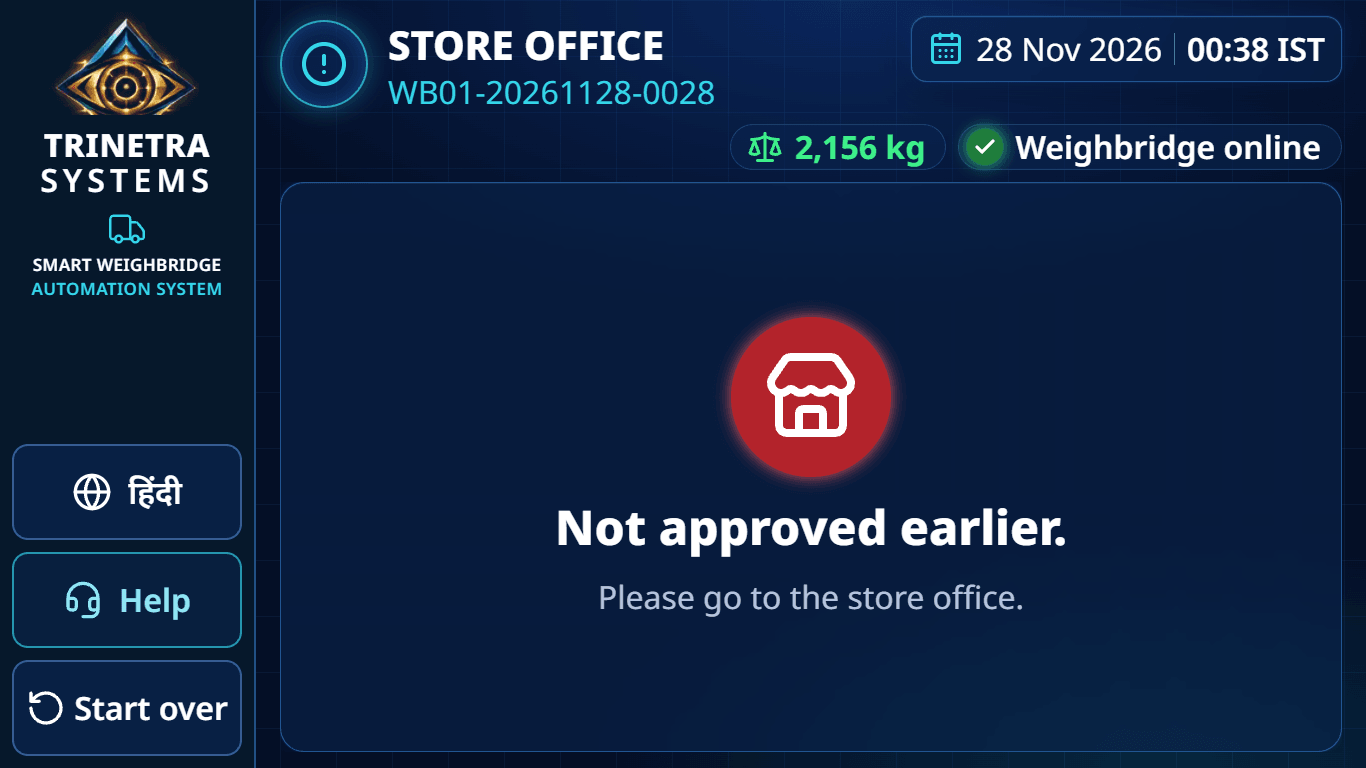 TRINETRA
SYSTEMS
SMART WEIGHBRIDGE
AUTOMATION SYSTEM
हिंदी
Help
Start over
STORE OFFICE
WB01-20261128-0028
28 Nov 2026 00:38 IST
2,156 kg Weighbridge online
Not approved earlier.
Please go to the store office.